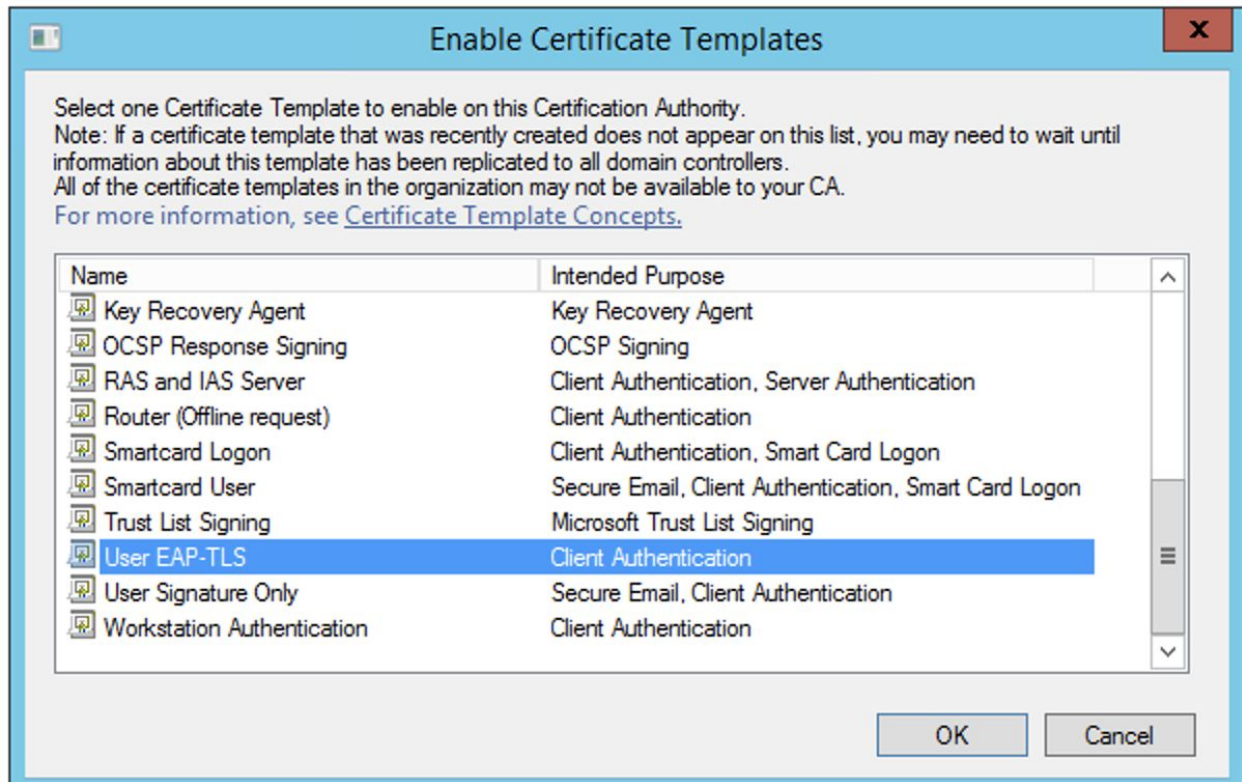 Enable Certificate Templates
x
Select one Certificate Template to enable on this Certification Authority.
Note: If a certificate template that was recently created does not appear on this list, you may need to wait until
information about this template has been replicated to all domain controllers.
All of the certificate templates in the organization may not be available to your CA.
For more information, see Certificate Template Concepts.
Name Intended Purpose
Key Recovery Agent Key Recovery Agent
OCSP Response Signing OCSP Signing
RAS and IAS Server Client Authentication, Server Authentication
Router (Offline request) Client Authentication
Smartcard Logon Client Authentication, Smart Card Logon
Smartcard User Secure Email, Client Authentication, Smart Card Logon
Trust List Signing Microsoft Trust List Signing
User EAP-TLS Client Authentication
User Signature Only Secure Email, Client Authentication
Workstation Authentication Client Authentication
OK Cancel